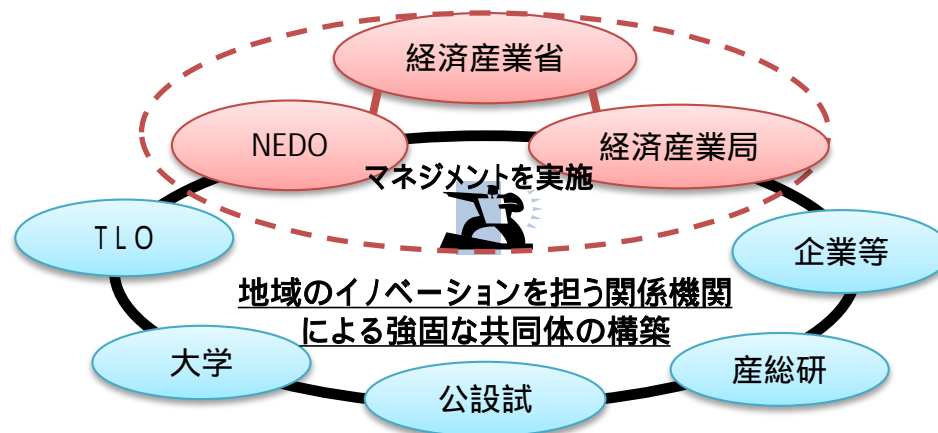 経済産業省
NEDO
経済産業局
マネジメントを実施
TLO
企業等
地域のイノベーションを担う関係機関
による強固な共同体の構築
大学
産総研
公設試